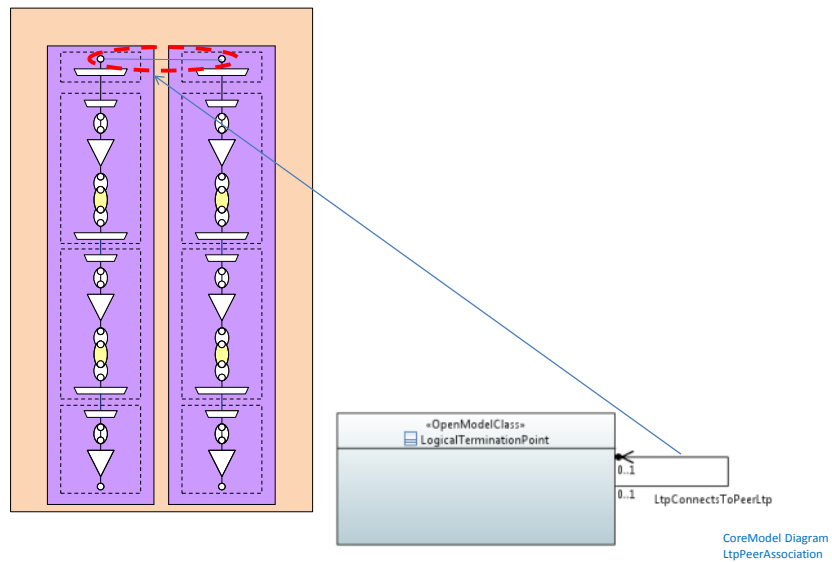 «OpenModelClass»
LogicalTerminationPoint
0..1
0..1
LtpConnectsToPeerLtp
CoreModel Diagram
LtpPeerAssociation